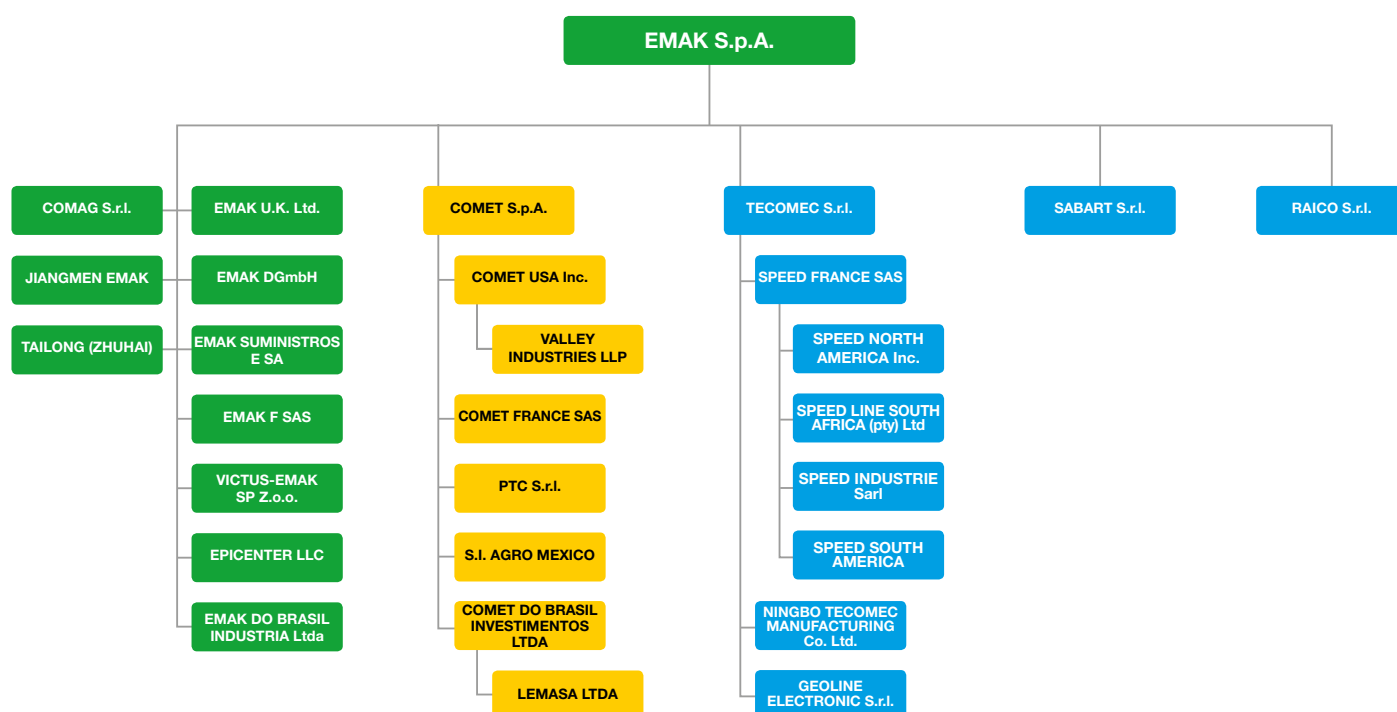 EMAK S.p.A.
COMAG S.r.l.
EMAK U.K. Ltd.
COMET S.p.A.
TECOMEC S.r.l.
SABART S.r.l.
RAICO S.r.l.
JIANGMEN EMAK
EMAK DGmbH
COMET USA Inc.
SPEED FRANCE SAS
TAILONG (ZHUHAI)
EMAK SUMINISTROS
E SA
VALLEY
INDUSTRIES LLP
SPEED NORTH
AMERICA Inc.
EMAK F SAS
COMET FRANCE SAS
SPEED LINE SOUTH
AFRICA (pty) Ltd
VICTUS-EMAK
SP Z.o.o.
PTC S.r.l.
SPEED INDUSTRIE
Sarl
EPICENTER LLC
S.I. AGRO MEXICO
SPEED SOUTH
AMERICA
EMAK DO BRASIL
INDUSTRIA Ltda
COMET DO BRASIL
INVESTIMENTOS
LTDA
NINGBO TECOMEC
MANUFACTURING
Co. Ltd.
LEMASA LTDA
GEOLINE
ELECTRONIC S.r.l.